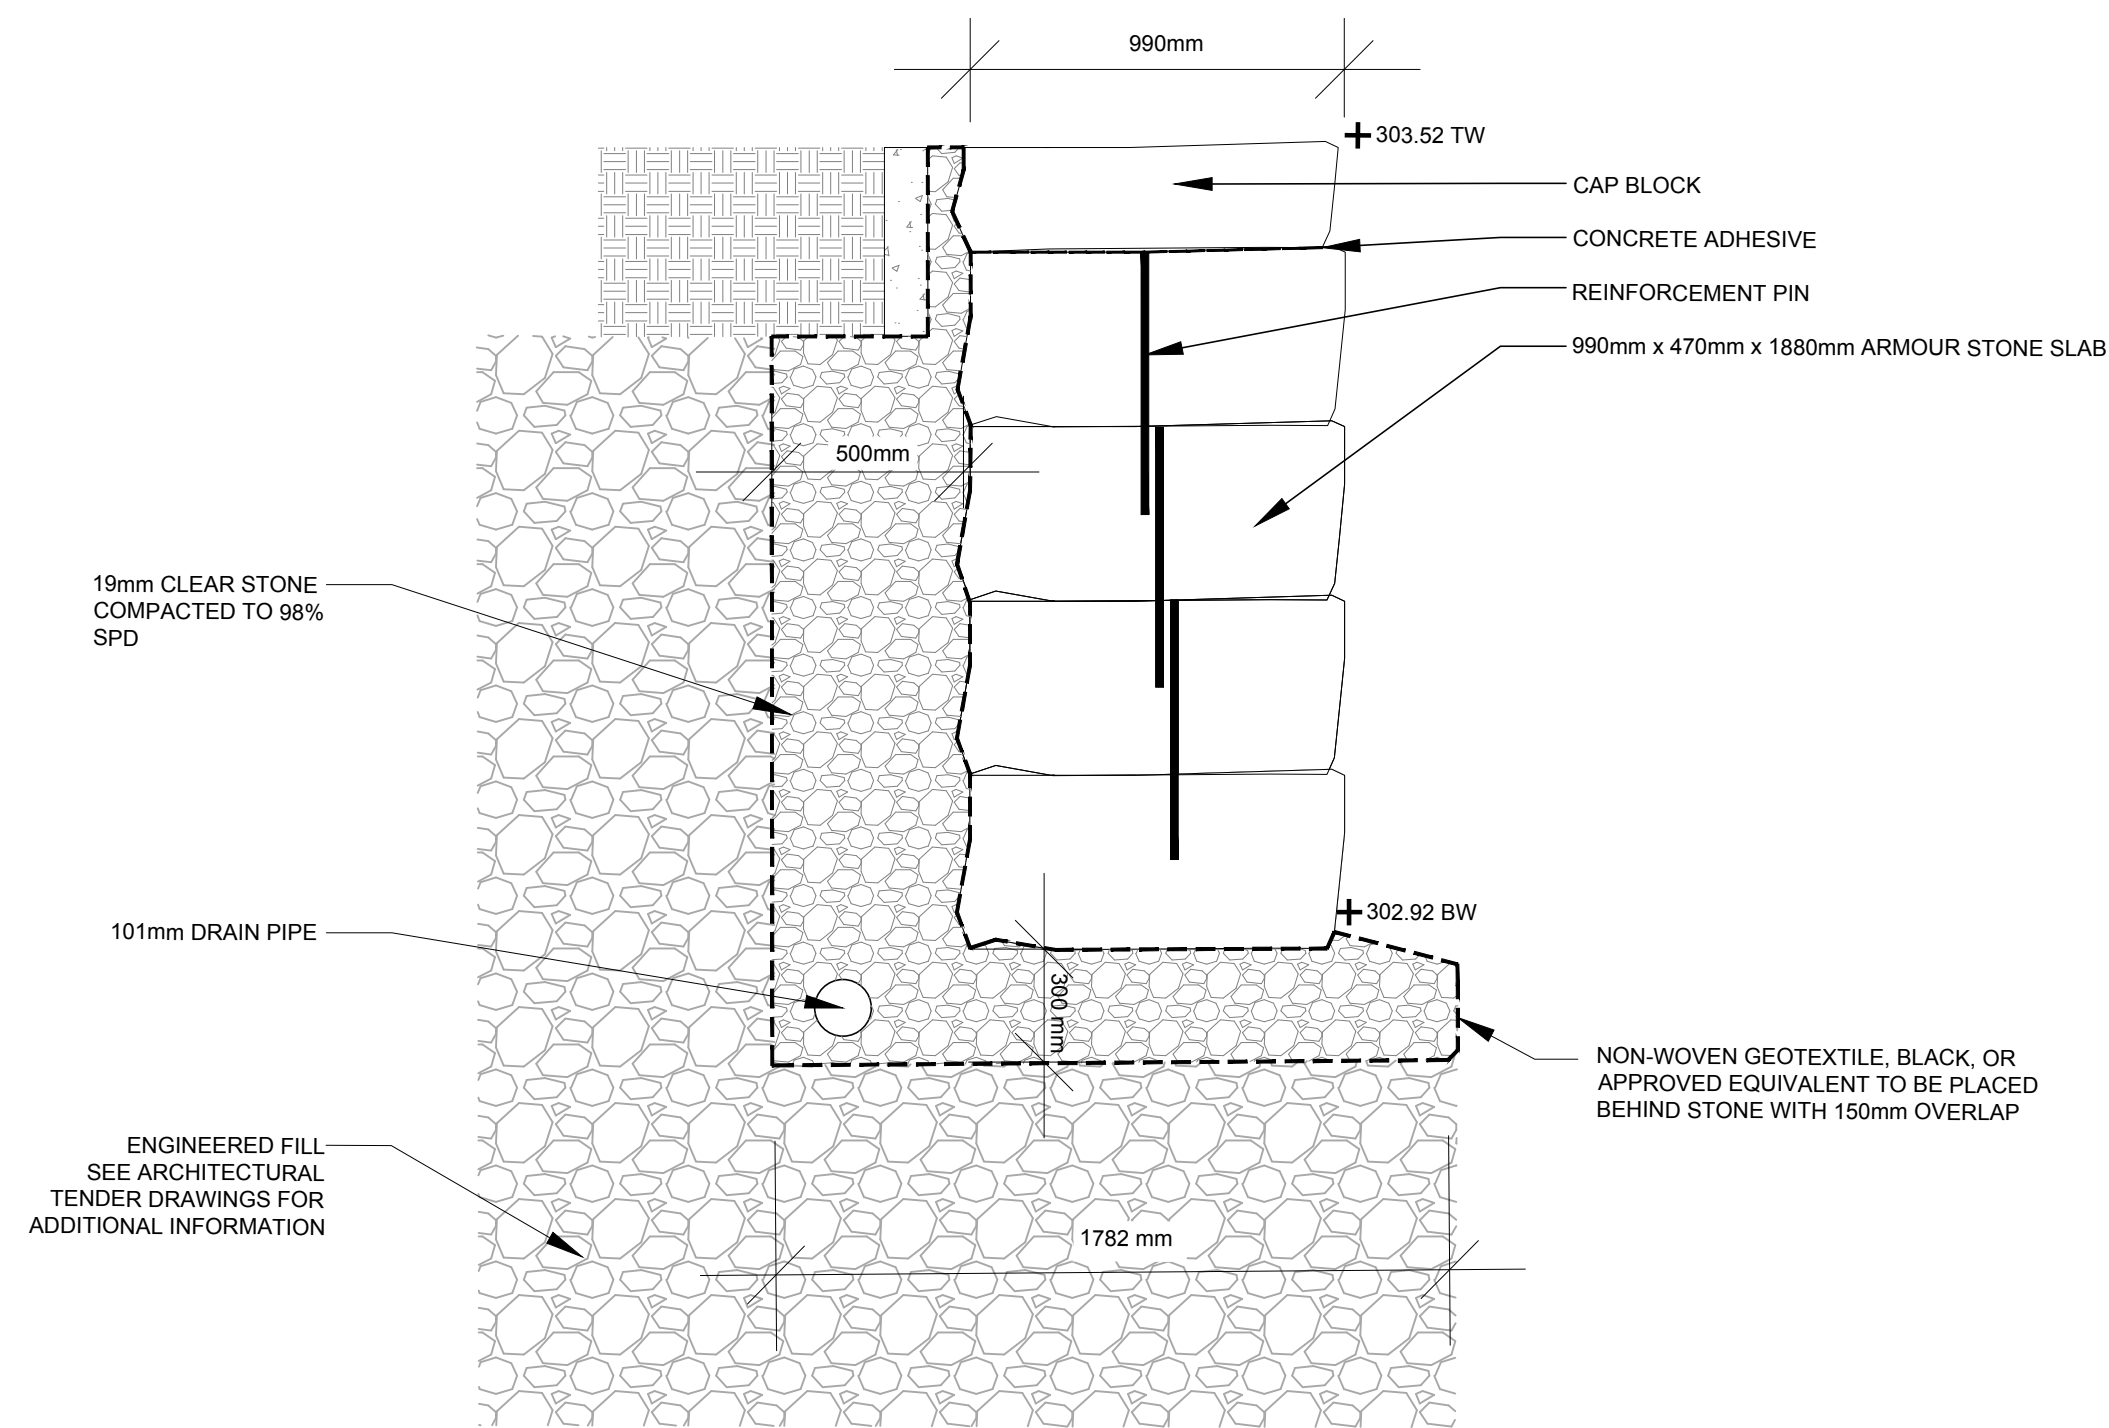 990mm
303.52 TW
CAP BLOCK
CONCRETE ADHESIVE
REINFORCEMENT PIN
990mm x 470mm x 1880mm ARMOUR STONE SLAB
500mm
19mm CLEAR STONE
COMPACTED TO 98%
SPD
101mm DRAIN PIPE
302.92 BW
300 mm
NON-WOVEN GEOTEXTILE, BLACK, OR
APPROVED EQUIVALENT TO BE PLACED
BEHIND STONE WITH 150mm OVERLAP
ENGINEERED FILL
SEE ARCHITECTURAL
TENDER DRAWINGS FOR
ADDITIONAL INFORMATION
1782 mm